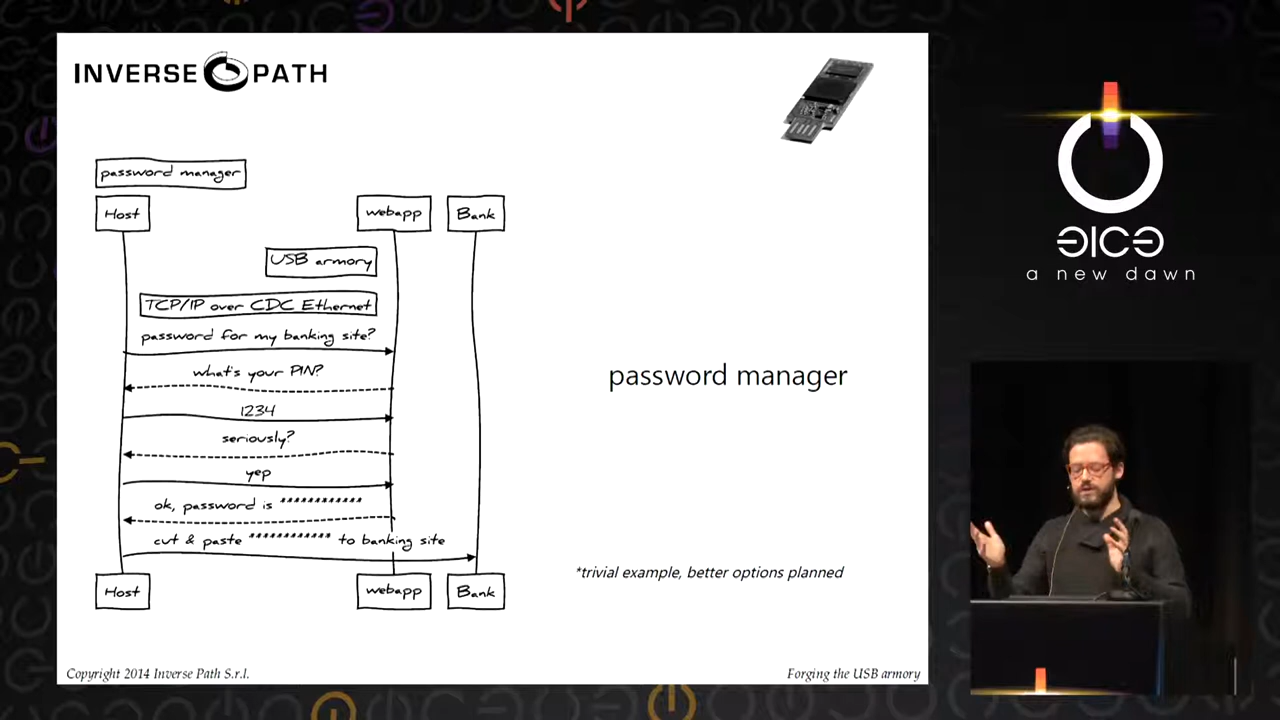 INVERSE PATH
password manager
Host
webapp
Bank
USB armory
TCP/IP over CDC Ethernet
password for my banking site?
what's your PIN?
1234
seriously?
yep
ok, password is ************
cut & paste ************ to banking site
Host
webapp
Bank
password manager
*trivial example, better options planned
Copyright 2014 Inverse Path S.r.l.
Forging the USB armory
31C3
a new dawn